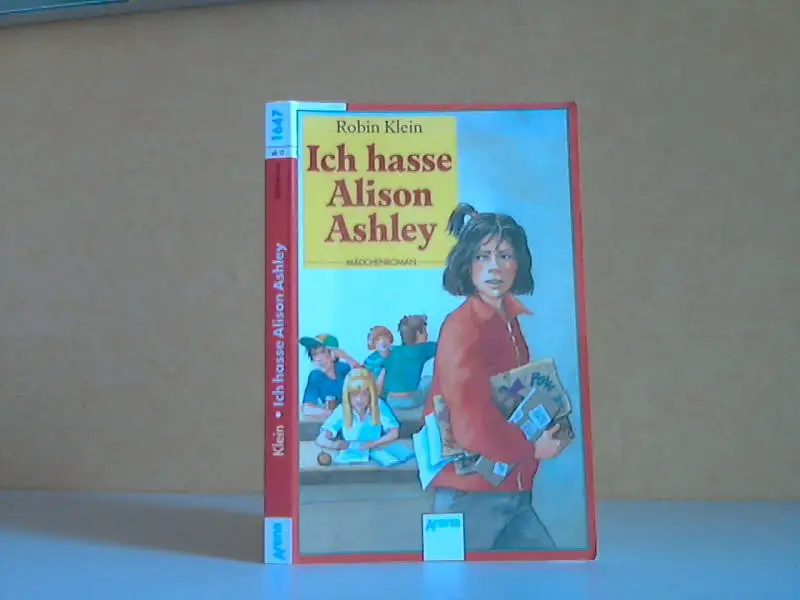 Robin Klein
Ich hasse
Alison
Ashley
MÄDCHENROMAN
Arena
1647
Klein • Ich hasse Alison Ashley
Arena